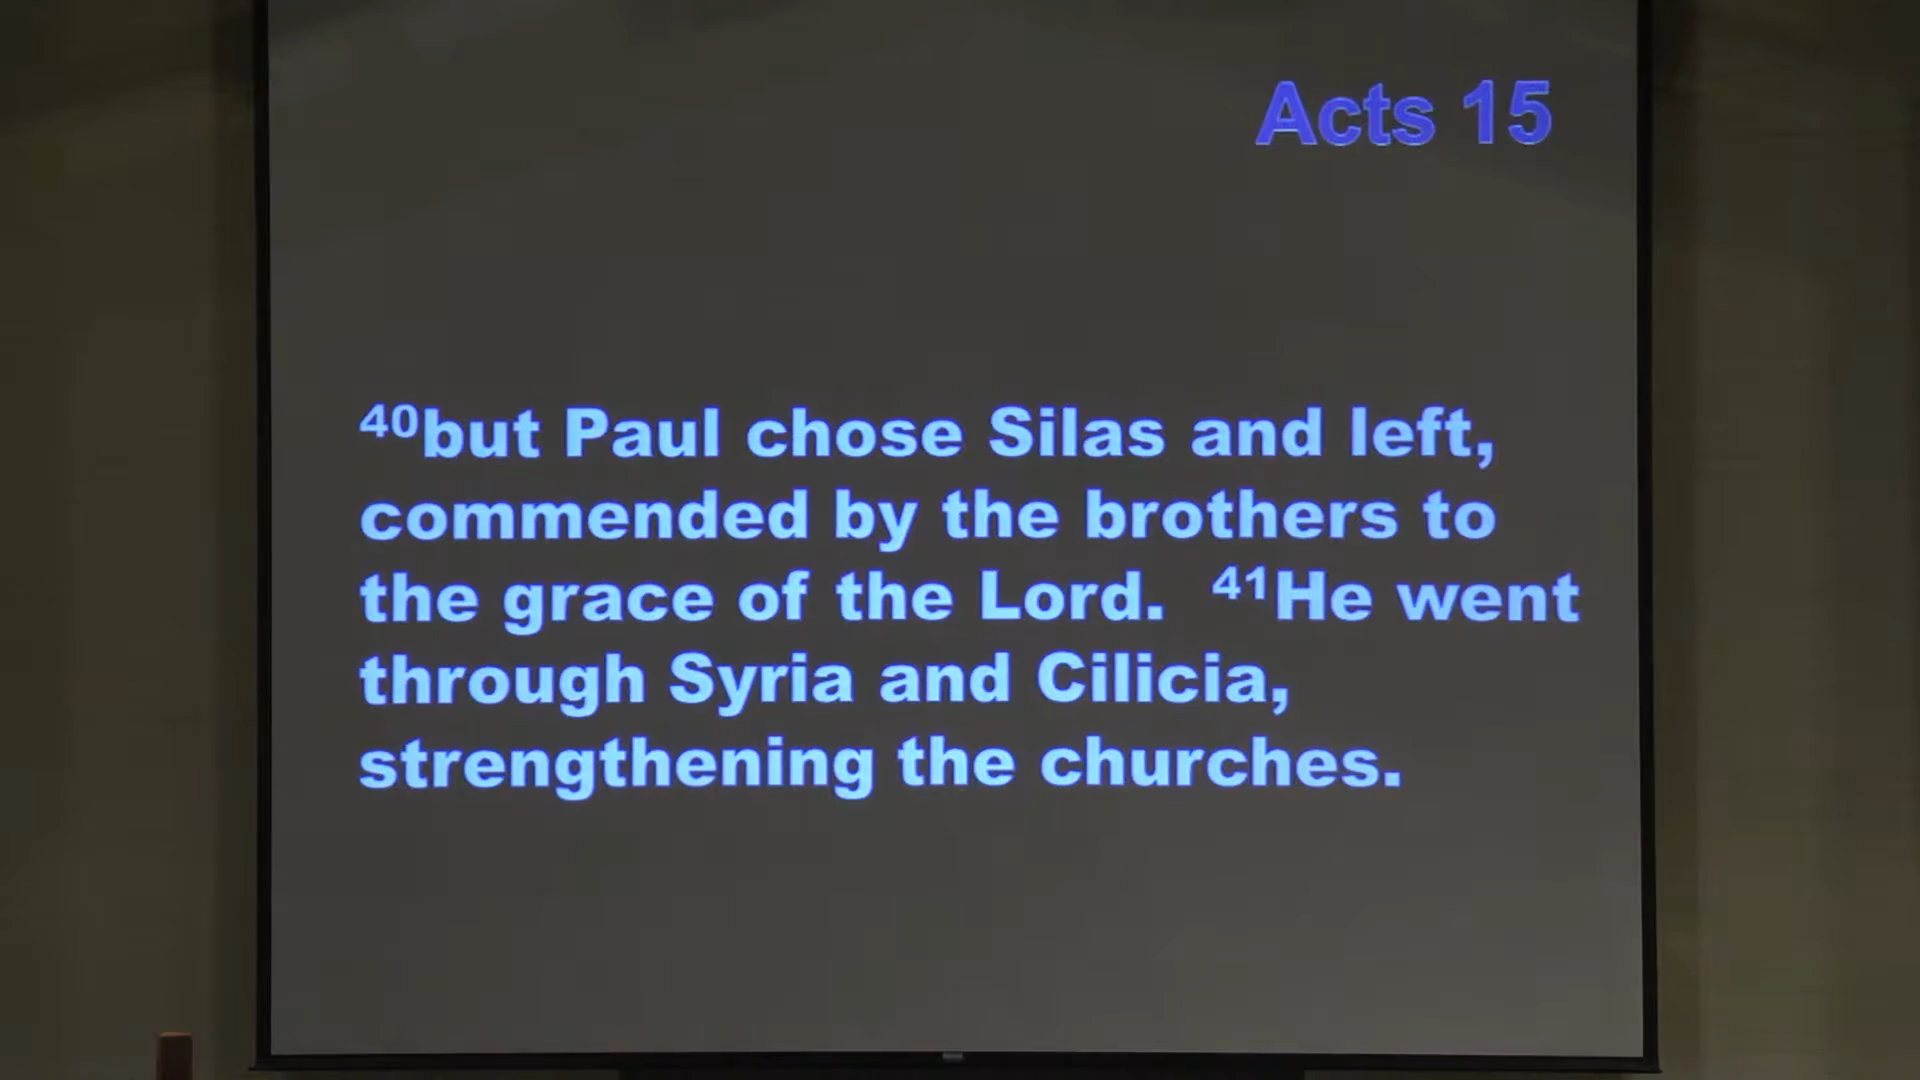 Acts 15
⁴⁰but Paul chose Silas and left,
commended by the brothers to
the grace of the Lord. ⁴¹He went
through Syria and Cilicia,
strengthening the churches.